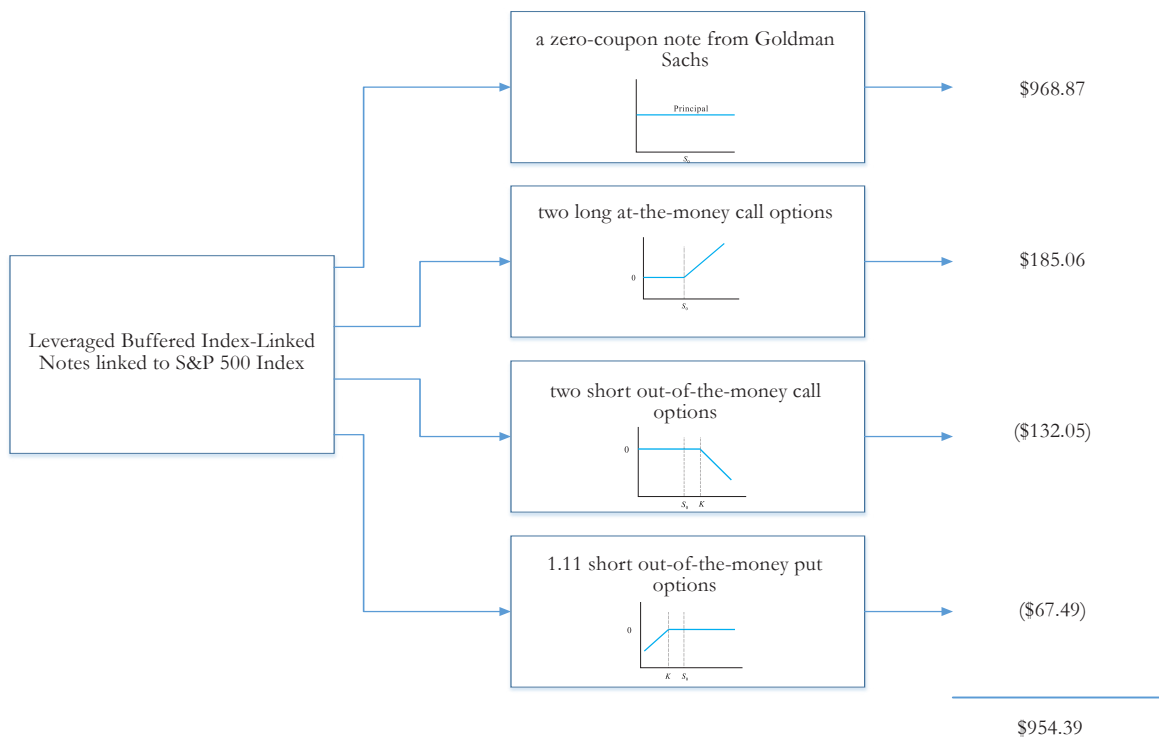 a zero-coupon note from Goldman
Sachs
Principal
S₀
$968.87
two long at-the-money call options
0
S₀
$185.06
Leveraged Buffered Index-Linked
Notes linked to S&P 500 Index
two short out-of-the-money call
options
0
S₀ K
($132.05)
1.11 short out-of-the-money put
options
0
K S₀
($67.49)
$954.39